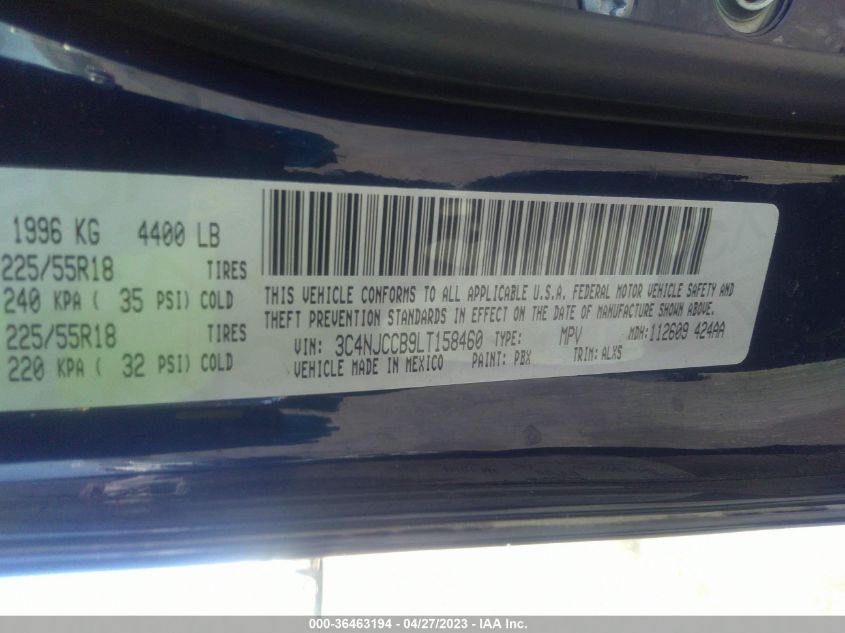 1996 KG 4400 LB
225/55R18 TIRES
240 KPA ( 35 PSI) COLD
225/55R18 TIRES
220 KPA ( 32 PSI) COLD
THIS VEHICLE CONFORMS TO ALL APPLICABLE U.S.A. FEDERAL MOTOR VEHICLE SAFETY AND
THEFT PREVENTION STANDARDS IN EFFECT ON THE DATE OF MANUFACTURE SHOWN ABOVE.
VIN: 3C4NJCCB9LT158460 TYPE: MPV MDH:112609 424AA
VEHICLE MADE IN MEXICO PAINT: PBX TRIM: ALX5
000-36463194 - 04/27/2023 - IAA Inc.